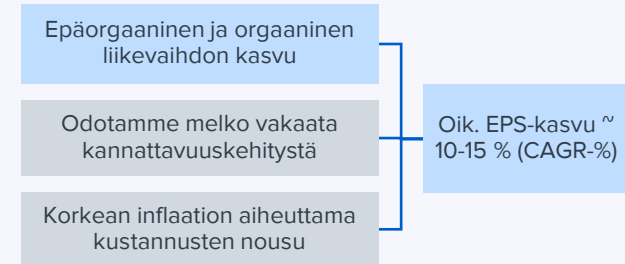 Epäorgaaninen ja orgaaninen
liikevaihdon kasvu
Odotamme melko vakaata
kannattavuuskehitystä
Korkean inflaation aiheuttama
kustannusten nousu
Oik. EPS-kasvu ~
10-15 % (CAGR-%)